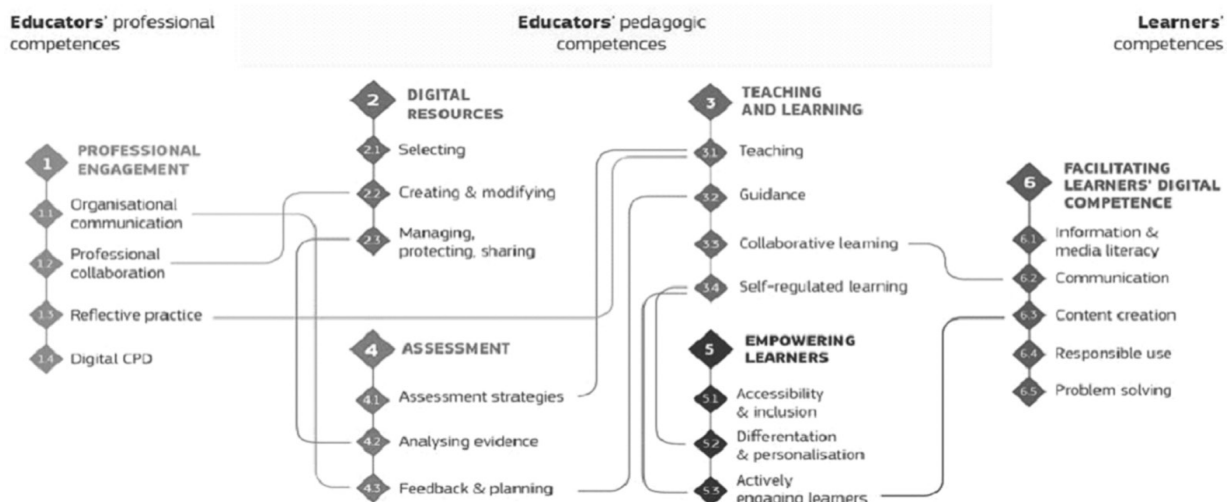 Educators' professional
competences
Educators' pedagogic
competences
Learners'
competences
1
PROFESSIONAL
ENGAGEMENT
1.1
Organisational
communication
1.2
Professional
collaboration
1.3
Reflective practice
1.4
Digital CPD
2
DIGITAL
RESOURCES
2.1
Selecting
2.2
Creating & modifying
2.3
Managing,
protecting, sharing
4
ASSESSMENT
4.1
Assessment strategies
4.2
Analysing evidence
4.3
Feedback & planning
3
TEACHING
AND LEARNING
3.1
Teaching
3.2
Guidance
3.3
Collaborative learning
3.4
Self-regulated learning
5
EMPOWERING
LEARNERS
5.1
Accessibility
& inclusion
5.2
Differentation
& personalisation
5.3
Actively
engaging learners
6
FACILITATING
LEARNERS' DIGITAL
COMPETENCE
6.1
Information &
media literacy
6.2
Communication
6.3
Content creation
6.4
Responsible use
6.5
Problem solving